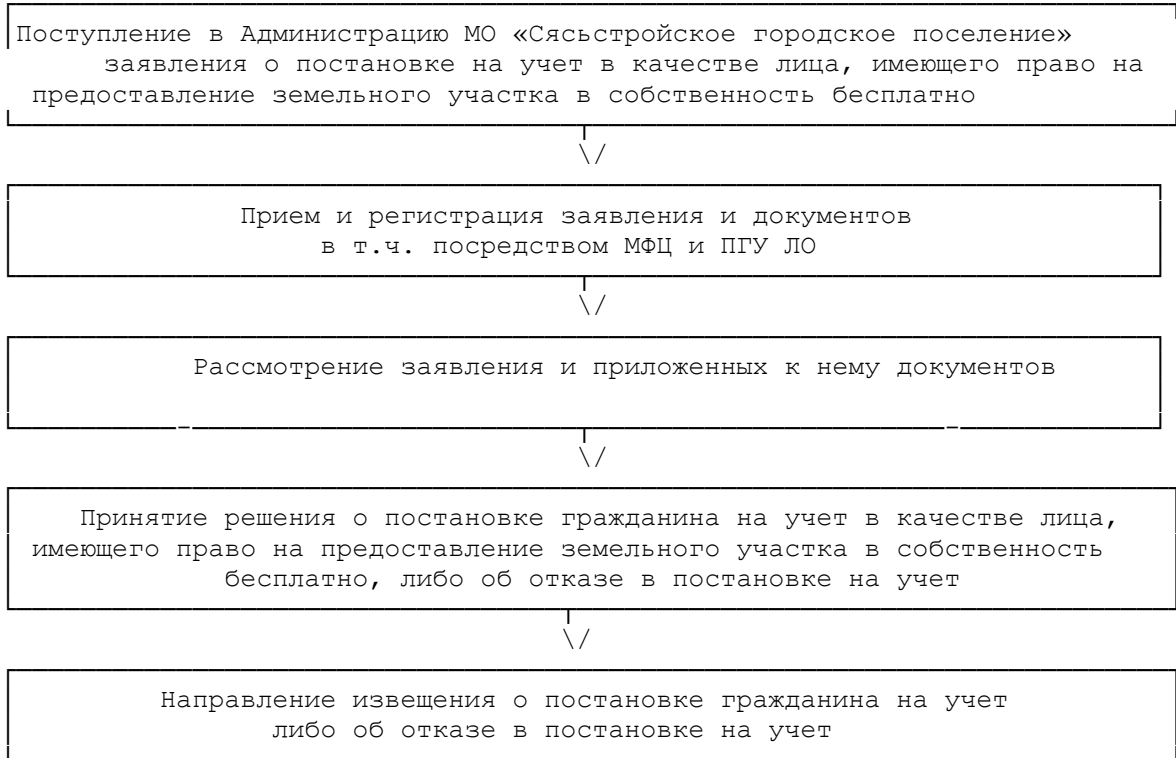 Поступление в Администрацию МО «Сясьстройское городское поселение»
заявления о постановке на учет в качестве лица, имеющего право на
предоставление земельного участка в собственность бесплатно
\/
Прием и регистрация заявления и документов
в т.ч. посредством МФЦ и ПГУ ЛО
\/
Рассмотрение заявления и приложенных к нему документов
\/
Принятие решения о постановке гражданина на учет в качестве лица,
имеющего право на предоставление земельного участка в собственность
бесплатно, либо об отказе в постановке на учет
\/
Направление извещения о постановке гражданина на учет
либо об отказе в постановке на учет